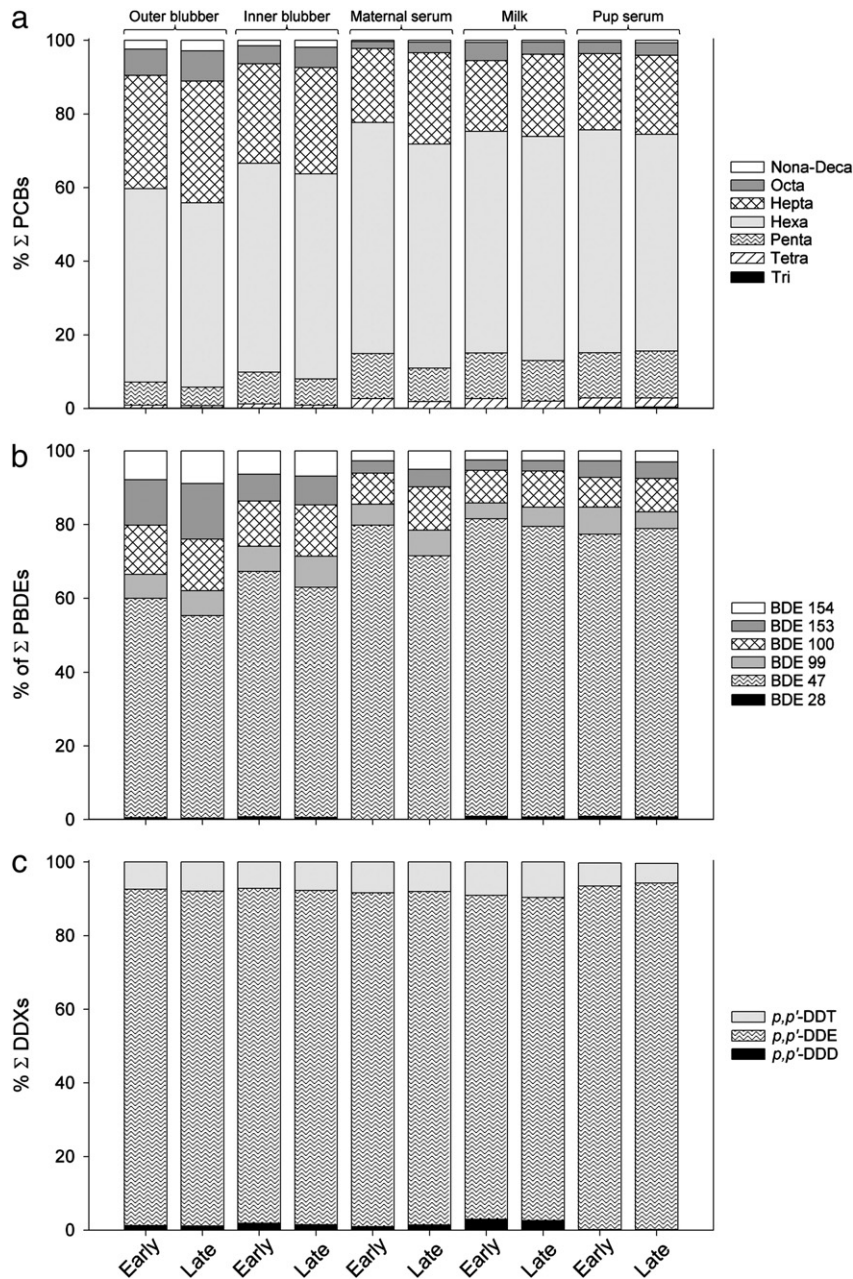 a
Outer blubber Inner blubber Maternal serum Milk Pup serum
100
80
60
40
20
0
% Σ PCBs
Nona-Deca
Octa
Hepta
Hexa
Penta
Tetra
Tri
b
100
80
60
40
20
0
% of Σ PBDEs
BDE 154
BDE 153
BDE 100
BDE 99
BDE 47
BDE 28
c
100
80
60
40
20
0
% Σ DDXs
p,p'-DDT
p,p'-DDE
p,p'-DDD
Early Late Early Late Early Late Early Late Early Late